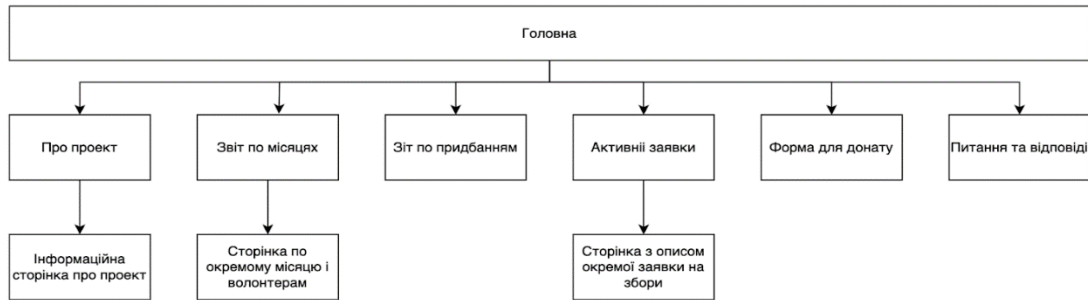 Головна
Про проект
Звіт по місяцях
Зіт по придбанням
Активніі заявки
Форма для донату
Питання та відповіді
Інформаційна
сторінка про проект
Сторінка по
окремому місяцю і
волонтерам
Сторінка з описом
окремої заявки на
збори